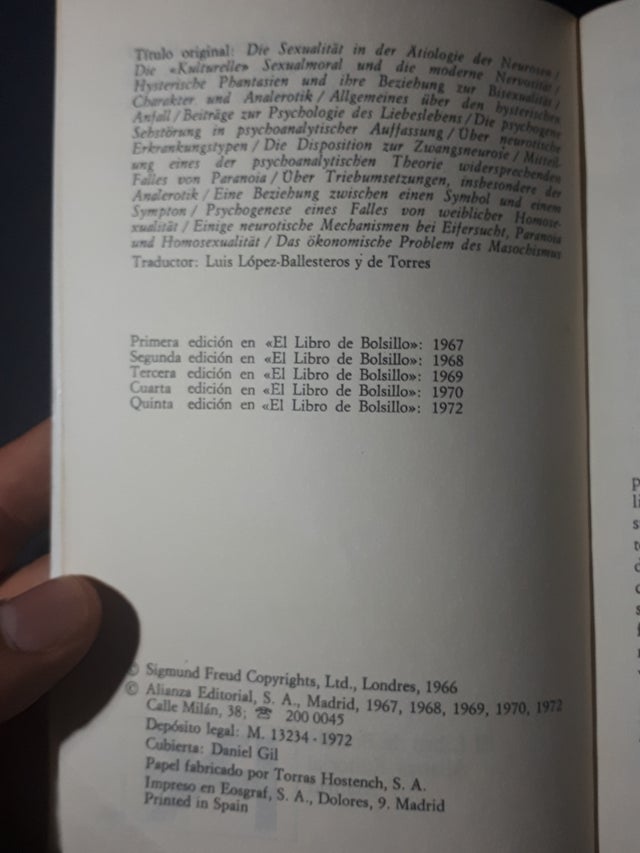 Título original: Die Sexualität in der Ätiologie der Neurosen /
Die «Kulturelle» Sexualmoral und die moderne Nervosität /
Hysterische Phantasien und ihre Beziehung zur Bisexualität /
Charakter und Analerotik / Allgemeines über den hysterischen
Anfall / Beiträge zur Psychologie des Liebeslebens / Die psychogene
Sehstörung in psychoanalytischer Auffassung / Über neurotische
Erkrankungstypen / Die Disposition zur Zwangsneurose / Mitteil-
ung eines der psychoanalytischen Theorie widersprechenden
Falles von Paranoia / Über Triebumsetzungen, insbesondere der
Analerotik / Eine Beziehung zwischen einen Symbol und einem
Sympton / Psychogenese eines Falles von weiblicher Homose-
xualität / Einige neurotische Mechanismen bei Eifersucht, Paranoia
und Homosexualität / Das ökonomische Problem des Masochismus
Traductor: Luis López-Ballesteros y de Torres
Primera edición en «El Libro de Bolsillo»: 1967
Segunda edición en «El Libro de Bolsillo»: 1968
Tercera edición en «El Libro de Bolsillo»: 1969
Cuarta edición en «El Libro de Bolsillo»: 1970
Quinta edición en «El Libro de Bolsillo»: 1972
© Sigmund Freud Copyrights, Ltd., Londres, 1966
© Alianza Editorial, S. A., Madrid, 1967, 1968, 1969, 1970, 1972
Calle Milán, 38; ☎ 200 0045
Depósito legal: M. 13234 - 1972
Cubierta: Daniel Gil
Papel fabricado por Torras Hostench, S. A.
Impreso en Eosgraf, S. A., Dolores, 9. Madrid
Printed in Spain